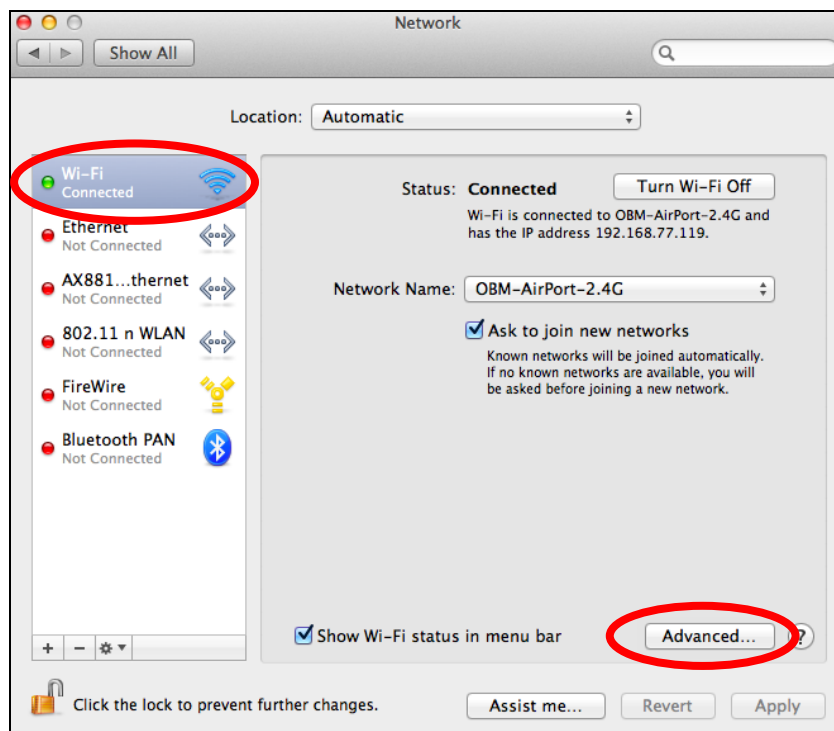 Network
Show All
Location: Automatic
Wi-Fi
Connected
Ethernet
Not Connected
AX881...thernet
Not Connected
802.11 n WLAN
Not Connected
FireWire
Not Connected
Bluetooth PAN
Not Connected
Status: Connected
Turn Wi-Fi Off
Wi-Fi is connected to OBM-AirPort-2.4G and
has the IP address 192.168.77.119.
Network Name: OBM-AirPort-2.4G
Ask to join new networks
Known networks will be joined automatically.
If no known networks are available, you will
be asked before joining a new network.
Show Wi-Fi status in menu bar
Advanced...
?
+ −
Click the lock to prevent further changes.
Assist me...
Revert
Apply